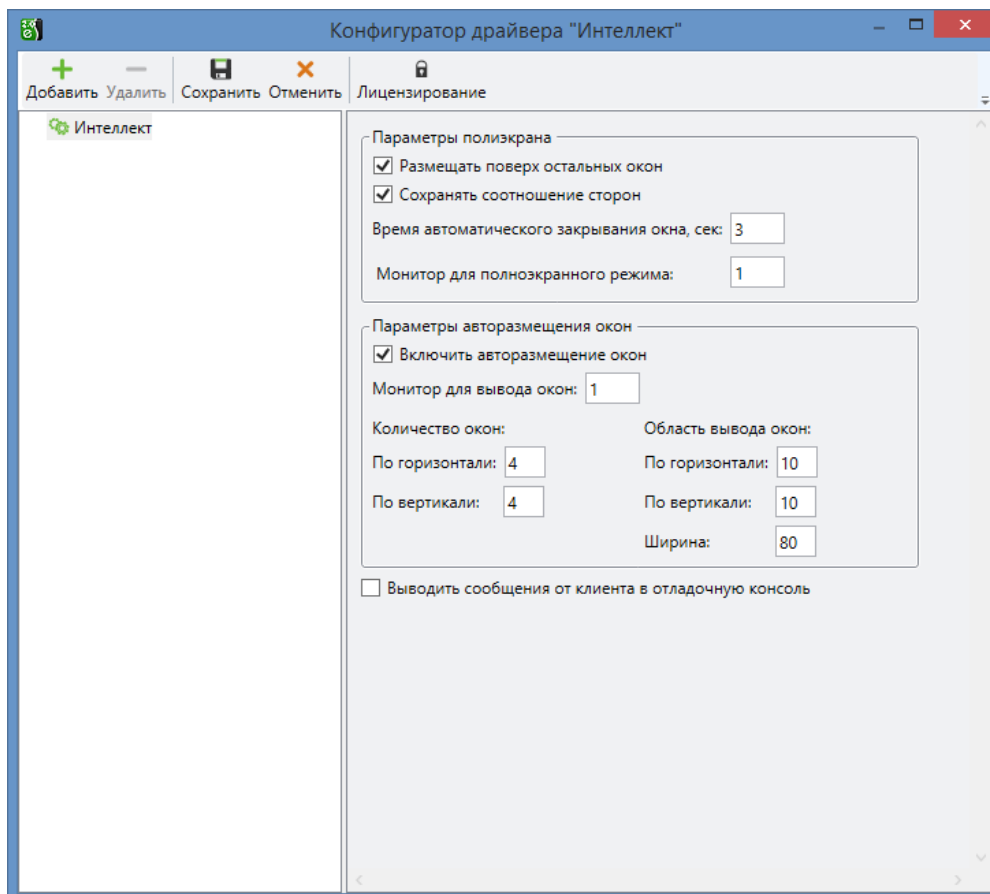 Конфигуратор драйвера "Интеллект"
Добавить Удалить Сохранить Отменить Лицензирование
Интеллект
Параметры полиэкрана
Размещать поверх остальных окон
Сохранять соотношение сторон
Время автоматического закрывания окна, сек: 3
Монитор для полноэкранного режима: 1
Параметры авторазмещения окон
Включить авторазмещение окон
Монитор для вывода окон: 1
Количество окон: Область вывода окон:
По горизонтали: 4 По горизонтали: 10
По вертикали: 4 По вертикали: 10
Ширина: 80
Выводить сообщения от клиента в отладочную консоль